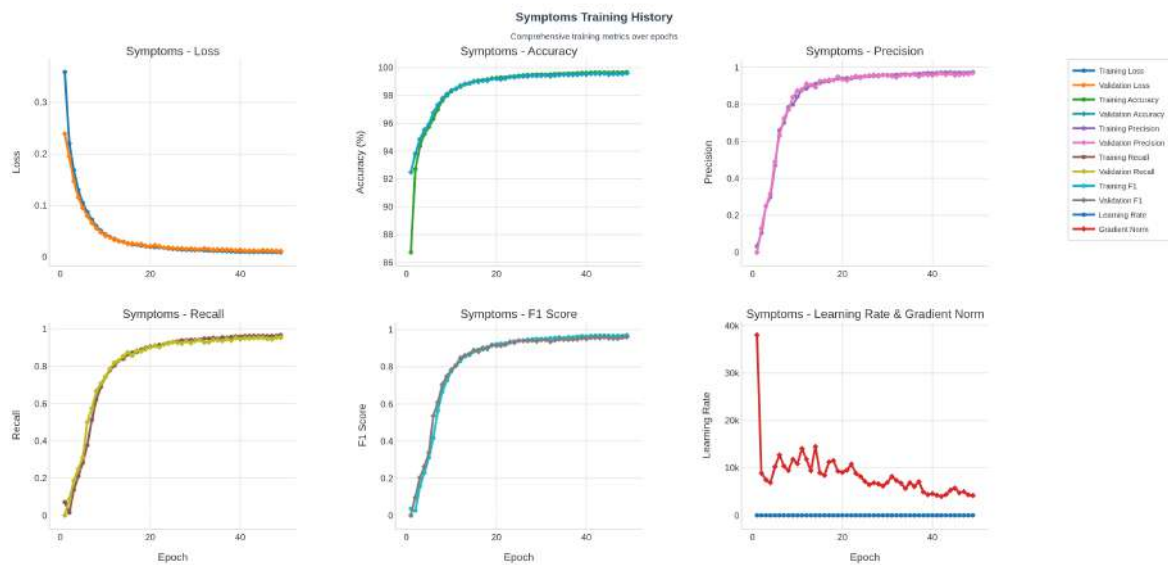 Symptoms Training History
Comprehensive training metrics over epochs
Symptoms - Loss
Symptoms - Accuracy
Symptoms - Precision
Loss
0.3
0.2
0.1
0
0
20
40
Accuracy (%)
100
98
96
94
92
90
88
86
0
20
40
Precision
1
0.8
0.6
0.4
0.2
0
0
20
40
Training Loss
Validation Loss
Training Accuracy
Validation Accuracy
Training Precision
Validation Precision
Training Recall
Validation Recall
Training F1
Validation F1
Learning Rate
Gradient Norm
Symptoms - Recall
Symptoms - F1 Score
Symptoms - Learning Rate & Gradient Norm
Recall
1
0.8
0.6
0.4
0.2
0
0
20
40
Epoch
F1 Score
1
0.8
0.6
0.4
0.2
0
0
20
40
Epoch
Learning Rate
40k
30k
20k
10k
0
0
20
40
Epoch